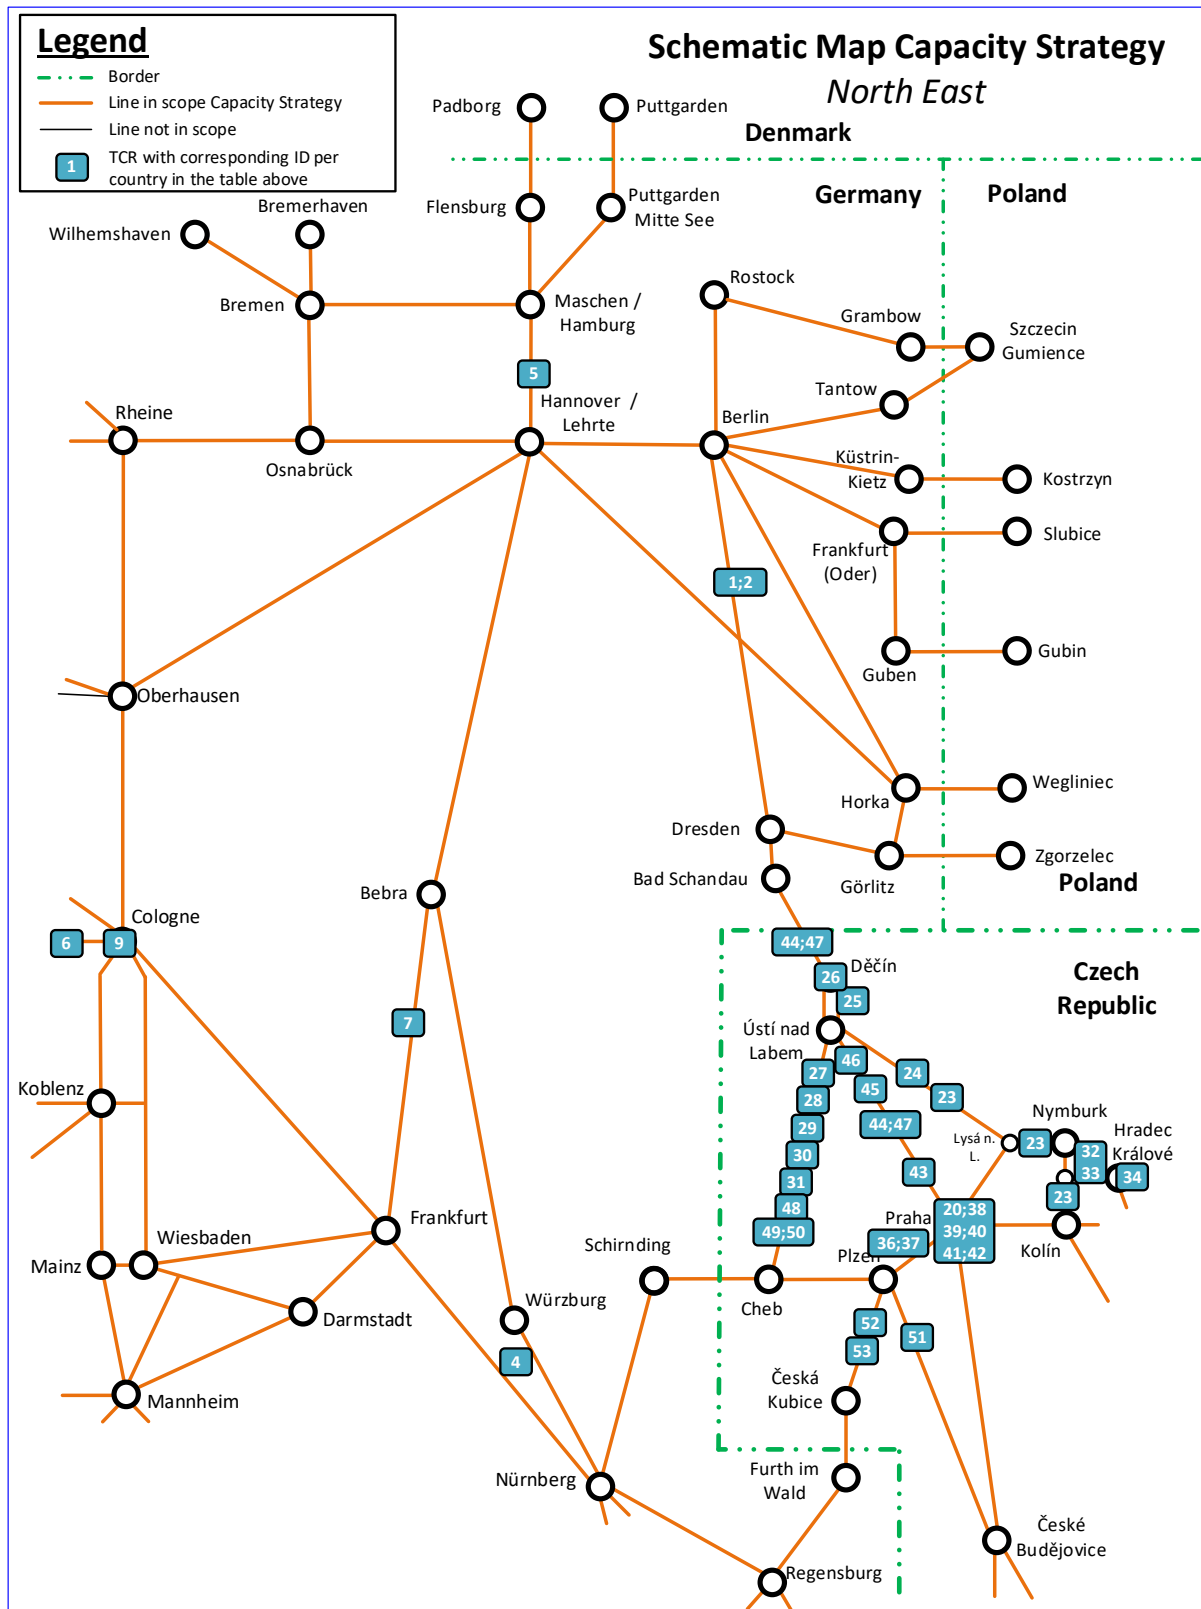 Legend
Border
Line in scope Capacity Strategy
Line not in scope
1
TCR with corresponding ID per
country in the table above
Schematic Map Capacity Strategy
North East
Denmark
Germany
Poland
Padborg
Puttgarden
Flensburg
Puttgarden
Mitte See
Bremerhaven
Wilhemshaven
Bremen
Maschen /
Hamburg
Rostock
Grambow
Szczecin
Gumience
5
Tantow
Hannover /
Lehrte
Rheine
Osnabrück
Berlin
Küstrin-
Kietz
Kostrzyn
Frankfurt
(Oder)
Slubice
1;2
Guben
Gubin
Oberhausen
Horka
Wegliniec
Dresden
Bad Schandau
Görlitz
Zgorzelec
Poland
Bebra
Cologne
6
9
44;47
Děčín
26
25
Czech
Republic
7
Ústí nad
Labem
46
27
45
24
23
28
44;47
29
30
31
48
49;50
43
Koblenz
Lysá n.
L.
23
Nymburk
32
33
Hradec
Králové
34
23
Praha
20;38
39;40
41;42
36;37
Kolín
Plzeň
Frankfurt
Wiesbaden
Mainz
Schirnding
Cheb
Darmstadt
Würzburg
4
52
53
51
Mannheim
Česká
Kubice
Nürnberg
Furth im
Wald
České
Budějovice
Regensburg